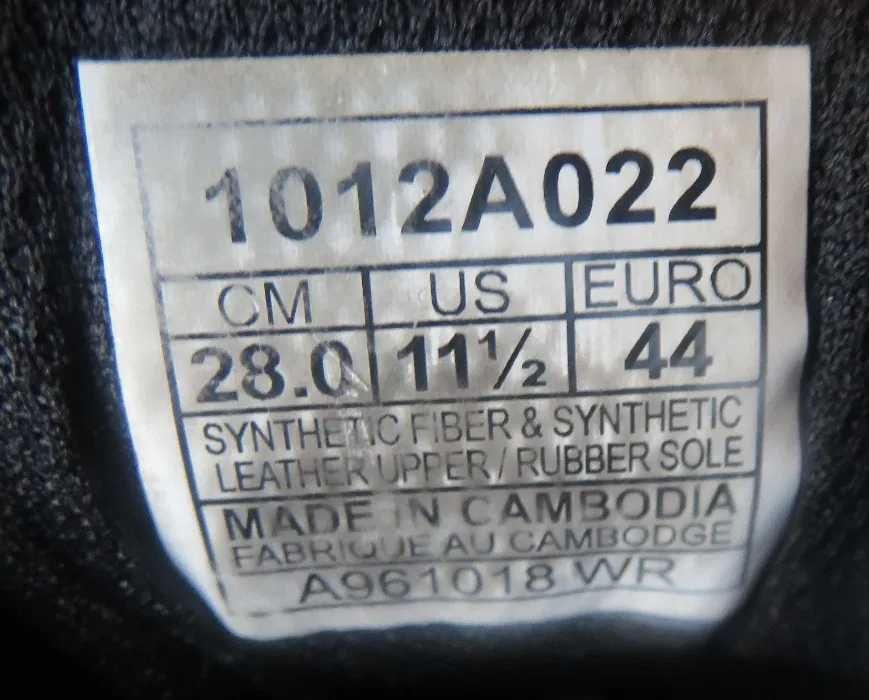 1012A022
CM US EURO
28.0 11½ 44
SYNTHETIC FIBER & SYNTHETIC
LEATHER UPPER / RUBBER SOLE
MADE IN CAMBODIA
FABRIQUE AU CAMBODGE
A961018 WR